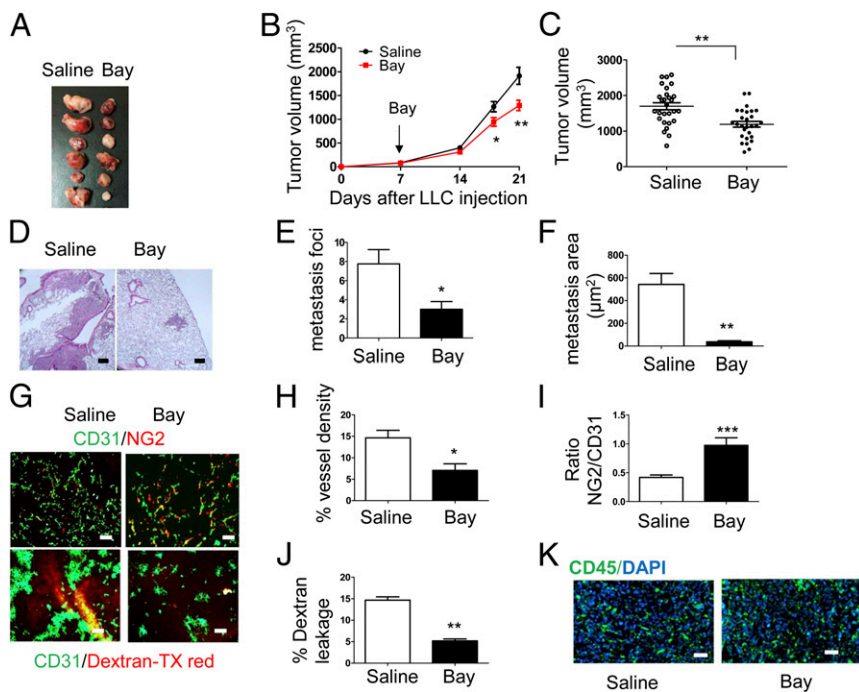 A
Saline Bay
B
Tumor volume (mm³)
2500
2000
1500
1000
500
0
Saline
Bay
Bay
*
**
0 7 14 21
Days after LLC injection
C
Tumor volume
(mm³)
3000
2000
1000
0
**
Saline Bay
D
Saline Bay
E
metastasis foci
10
8
6
4
2
0
*
Saline Bay
F
metastasis area
(µm²)
800
600
400
200
0
**
Saline Bay
G
Saline Bay
CD31/NG2
CD31/Dextran-TX red
H
% vessel density
20
15
10
5
0
*
Saline Bay
I
Ratio
NG2/CD31
1.5
1.0
0.5
0.0
***
Saline Bay
J
% Dextran
leakage
20
15
10
5
0
**
Saline Bay
K
CD45/DAPI
Saline Bay